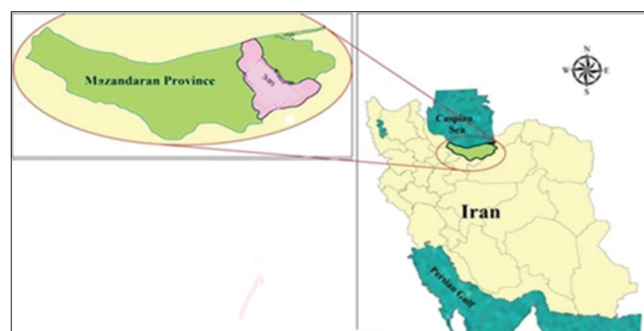 Mazandaran Province
Sari
N
W
E
S
Caspian
Sea
Iran
Persian Gulf